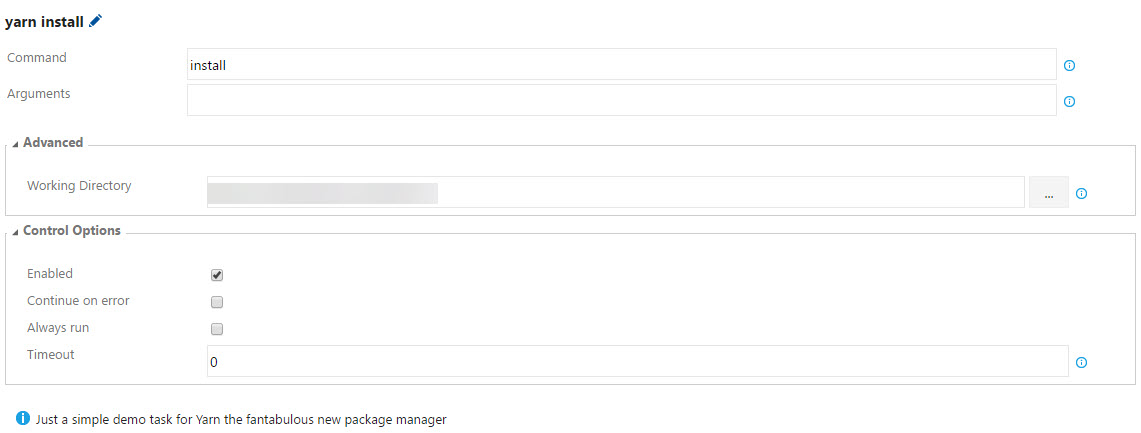 yarn install
Command
install
Arguments
Advanced
Working Directory
...
Control Options
Enabled
Continue on error
Always run
Timeout
0
Just a simple demo task for Yarn the fantabulous new package manager